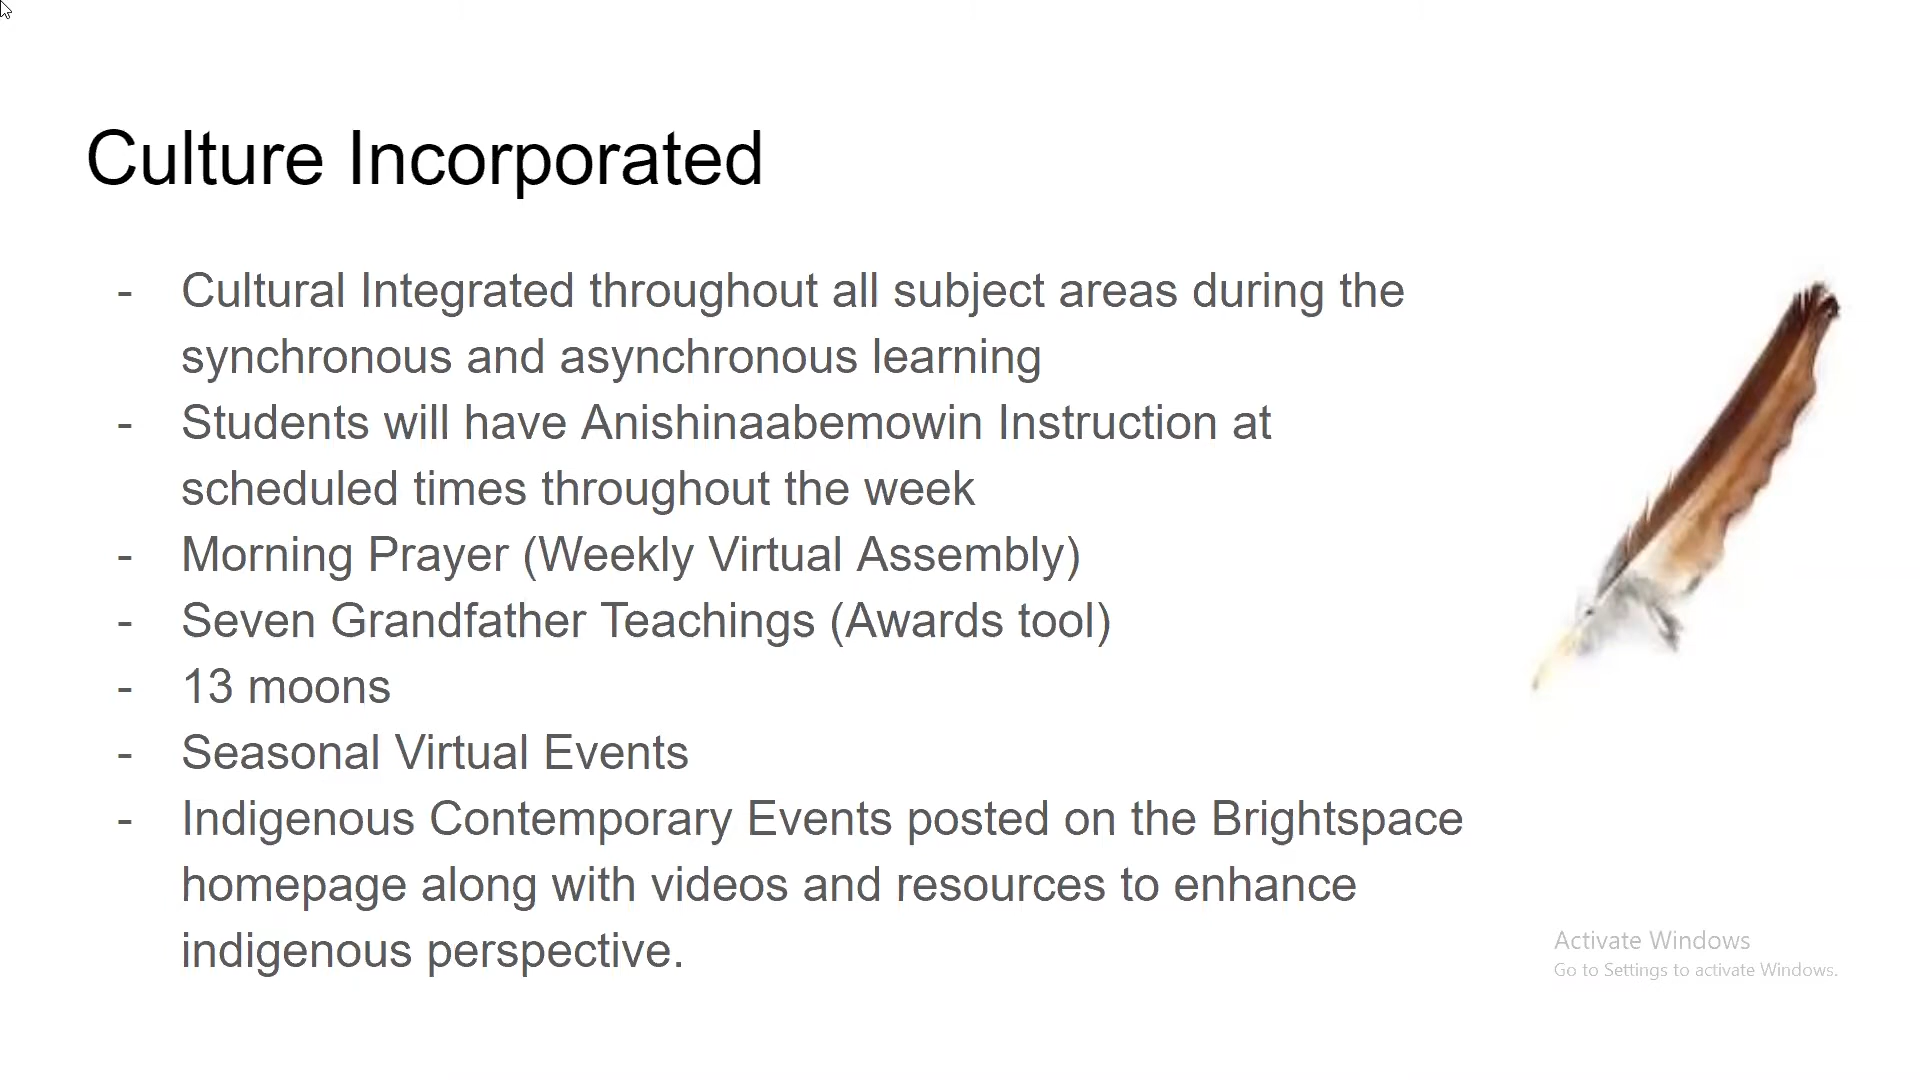 Culture Incorporated
- Cultural Integrated throughout all subject areas during the
synchronous and asynchronous learning
- Students will have Anishinaabemowin Instruction at
scheduled times throughout the week
- Morning Prayer (Weekly Virtual Assembly)
- Seven Grandfather Teachings (Awards tool)
- 13 moons
- Seasonal Virtual Events
- Indigenous Contemporary Events posted on the Brightspace
homepage along with videos and resources to enhance
indigenous perspective.
Activate Windows
Go to Settings to activate Windows.